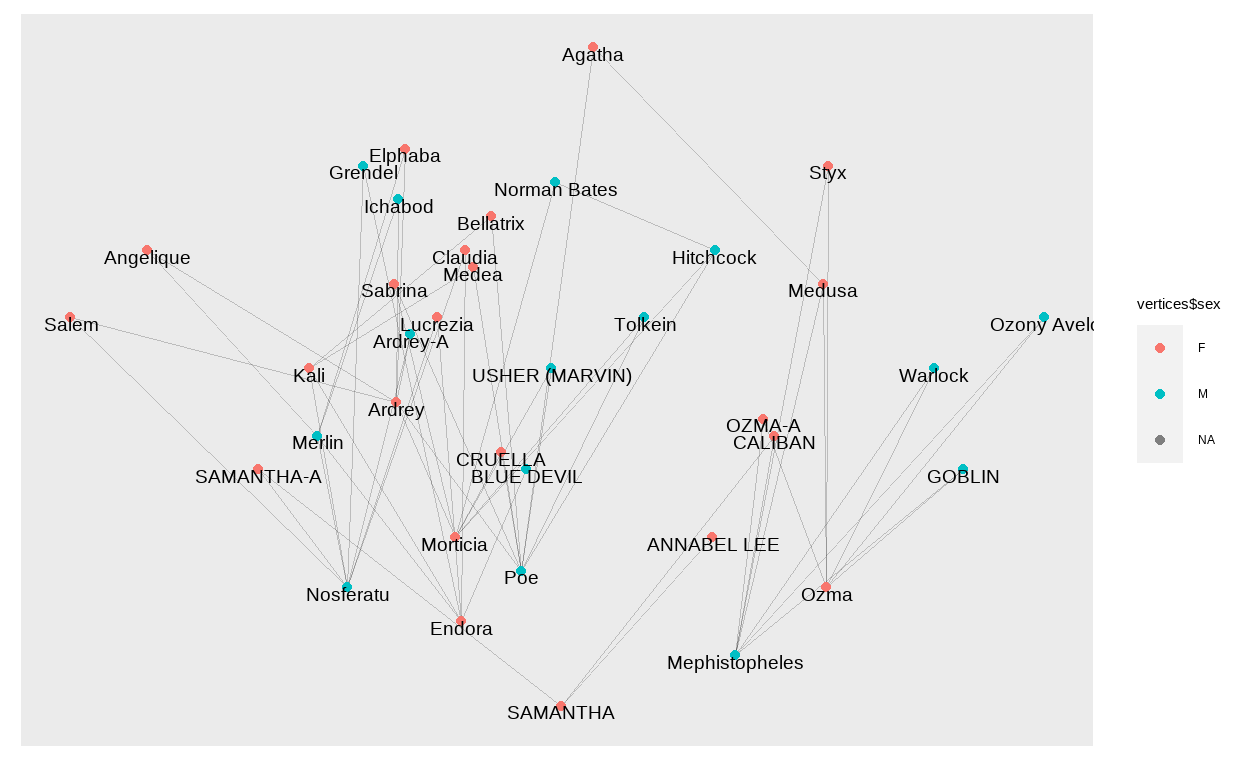 Agatha
Elphaba
Grendel
Styx
Norman Bates
Ichabod
Bellatrix
Angelique
Claudia
Hitchcock
Medea
Sabrina
Medusa
Salem
Lucrezia
Tolkein
Ozony Avelo
Ardrey-A
Kali
USHER (MARVIN)
Warlock
Ardrey
OZMA-A
Merlin
CALIBAN
CRUELLA
SAMANTHA-A
BLUE DEVIL
GOBLIN
Morticia
ANNABEL LEE
Poe
Nosferatu
Ozma
Endora
Mephistopheles
SAMANTHA
vertices$sex
F
M
NA